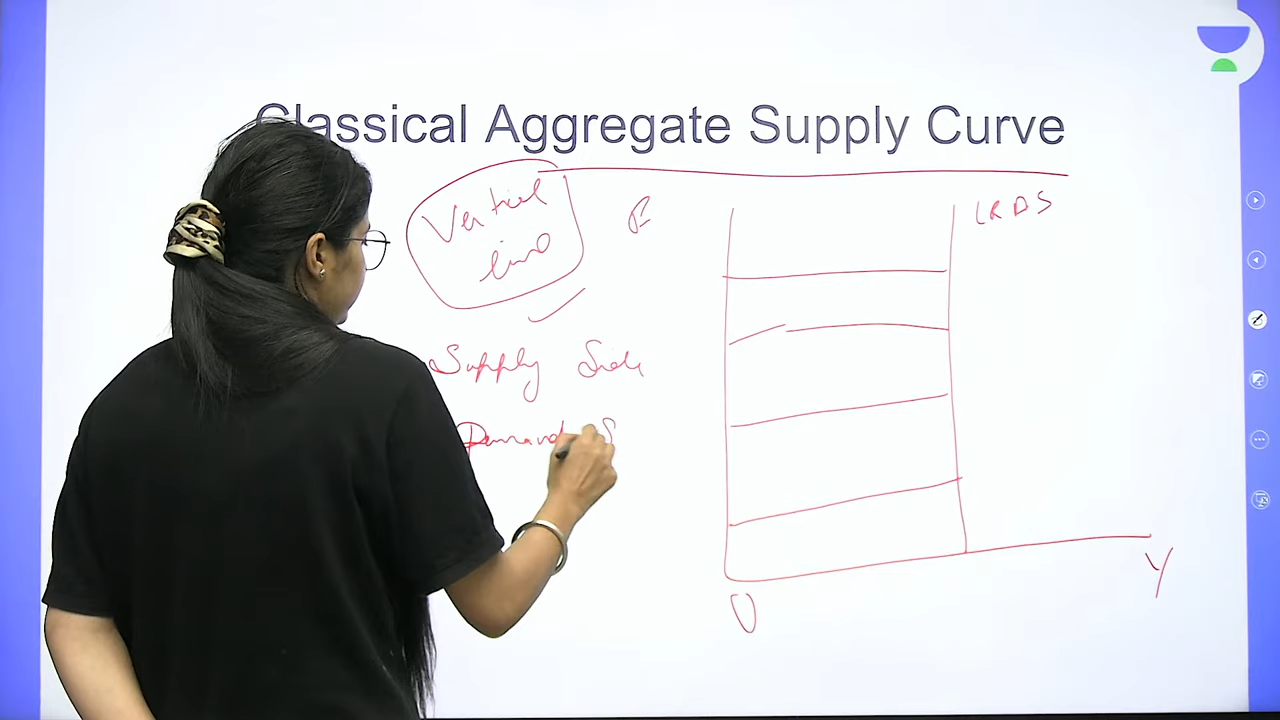 Classical Aggregate Supply Curve
Vertical
line
P
LRAS
Supply Side
Demand S
O
Y